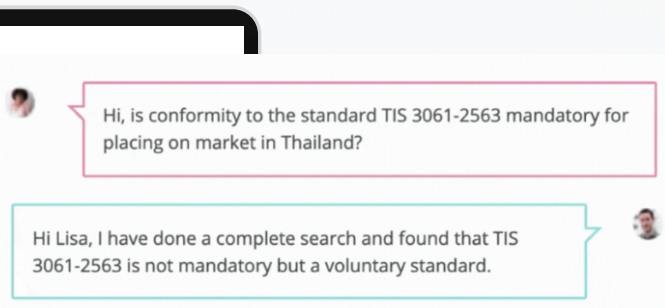 Hi, is conformity to the standard TIS 3061-2563 mandatory for
placing on market in Thailand?
Hi Lisa, I have done a complete search and found that TIS
3061-2563 is not mandatory but a voluntary standard.